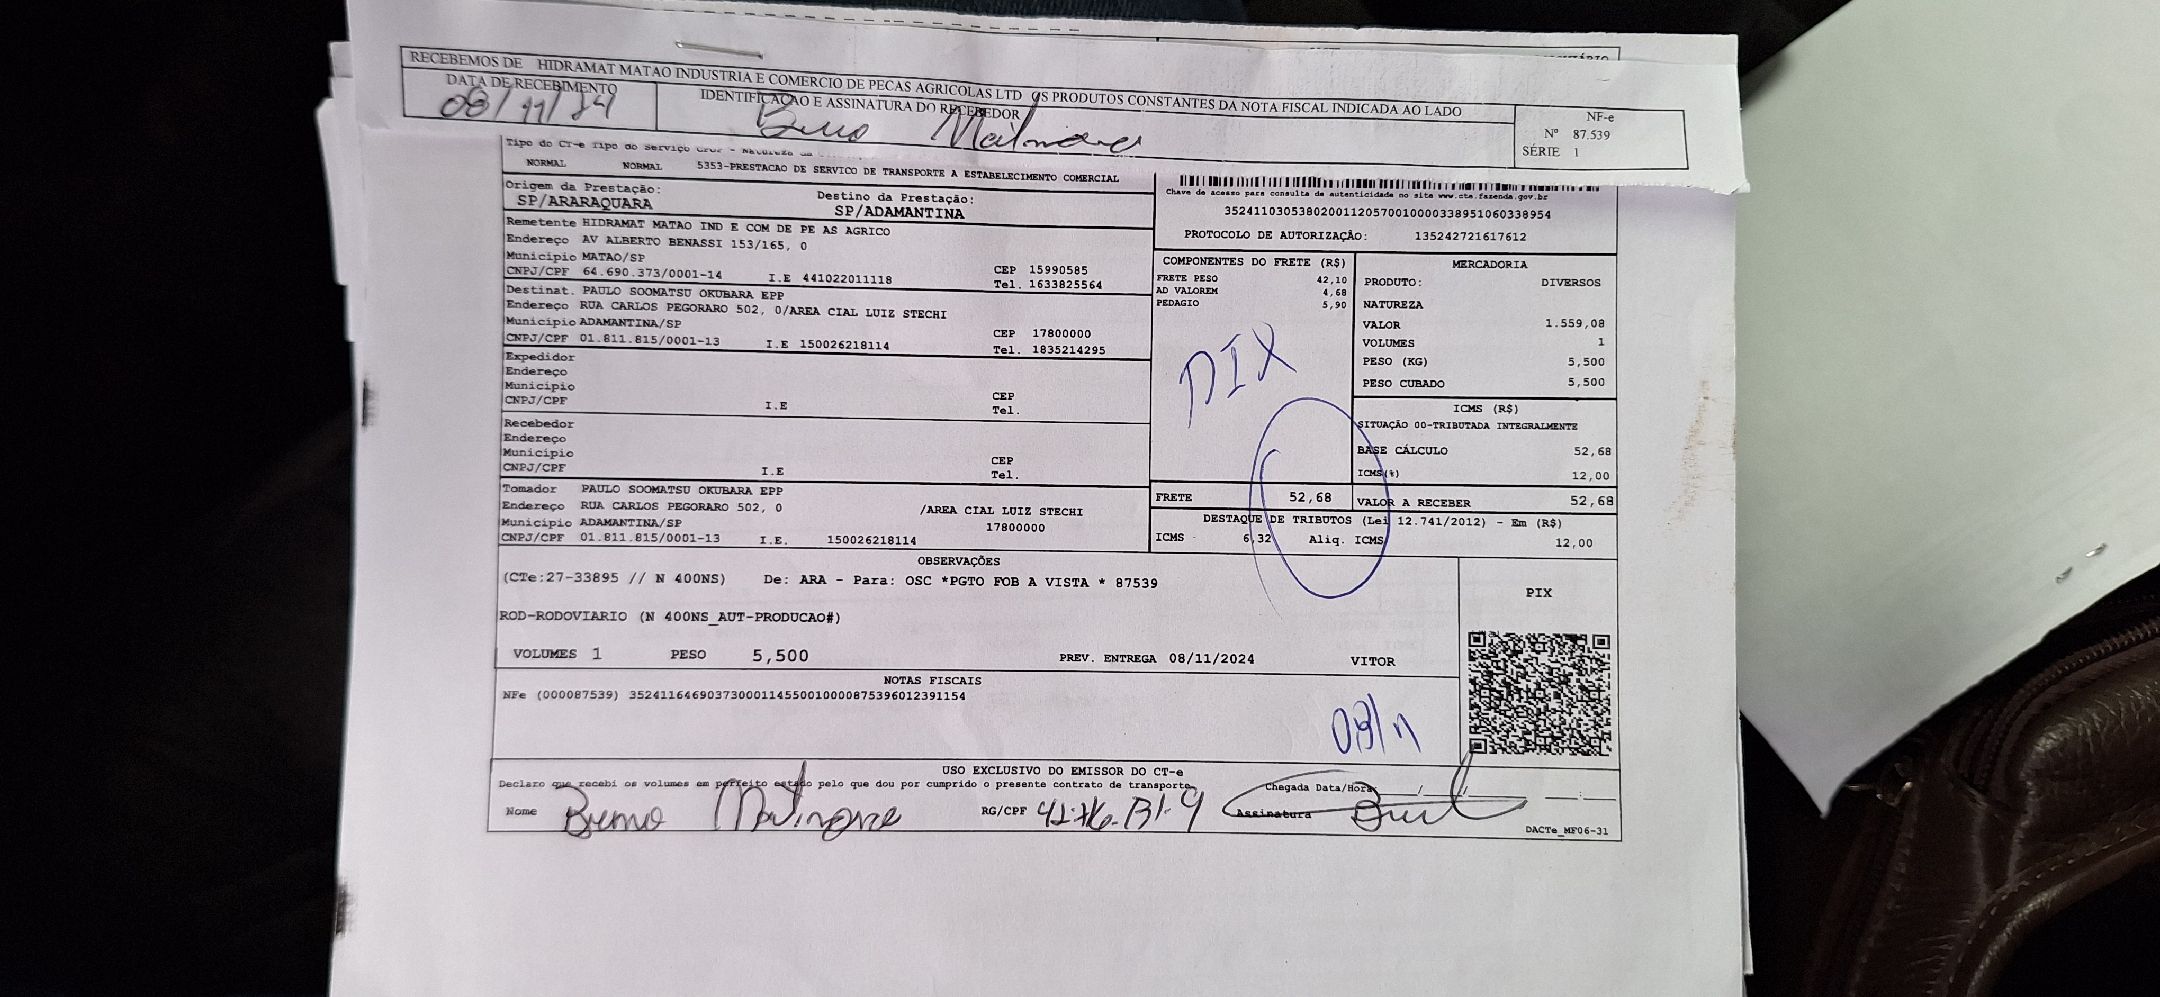 RECEBEMOS DE HIDRAMAT MATAO INDUSTRIA E COMERCIO DE PECAS AGRICOLAS LTD OS PRODUTOS CONSTANTES DA NOTA FISCAL INDICADA AO LADO
DATA DE RECEBIMENTO
08/11/24
IDENTIFICAÇAO E ASSINATURA DO RECEBEDOR
NF-e
Nº 87.539
SÉRIE 1
Tipo do CT-e Tipo do Serviço
NORMAL NORMAL 5353-PRESTACAO DE SERVICO DE TRANSPORTE A ESTABELECIMENTO COMERCIAL
Origem da Prestação: Destino da Prestação:
SP/ARARAQUARA SP/ADAMANTINA
Remetente HIDRAMAT MATAO IND E COM DE PE AS AGRICO
Endereço AV ALBERTO BENASSI 153/165, 0
Município MATAO/SP CEP 15990585
CNPJ/CPF 64.690.373/0001-14 I.E 441022011118 Tel. 1633825564
Destinat. PAULO SOOMATSU OKUBARA EPP
Endereço RUA CARLOS PEGORARO 502, 0/AREA CIAL LUIZ STECHI
Município ADAMANTINA/SP CEP 17800000
CNPJ/CPF 01.811.815/0001-13 I.E 150026218114 Tel. 1835214295
Expedidor
Endereço
Município CEP
CNPJ/CPF I.E Tel.
Recebedor
Endereço
Município CEP
CNPJ/CPF I.E Tel.
Tomador PAULO SOOMATSU OKUBARA EPP
Endereço RUA CARLOS PEGORARO 502, 0 /AREA CIAL LUIZ STECHI
Município ADAMANTINA/SP 17800000
CNPJ/CPF 01.811.815/0001-13 I.E. 150026218114
Chave de acesso para consulta de autenticidade no site www.cte.fazenda.gov.br
35241103053802001120570010000338951060338954
PROTOCOLO DE AUTORIZAÇÃO: 135242721617612
COMPONENTES DO FRETE (R$)
FRETE PESO 42,10
AD VALOREM 4,68
PEDAGIO 5,90
PIX
FRETE 52,68
MERCADORIA
PRODUTO: DIVERSOS
NATUREZA
VALOR 1.559,08
VOLUMES 1
PESO (KG) 5,500
PESO CUBADO 5,500
ICMS (R$)
SITUAÇÃO 00-TRIBUTADA INTEGRALMENTE
BASE CÁLCULO 52,68
ICMS(%) 12,00
VALOR A RECEBER 52,68
DESTAQUE DE TRIBUTOS (Lei 12.741/2012) - Em (R$)
ICMS 6,32 Aliq. ICMS 12,00
OBSERVAÇÕES
(CTe:27-33895 // N 400NS) De: ARA - Para: OSC *PGTO FOB A VISTA * 87539
ROD-RODOVIARIO (N 400NS_AUT-PRODUCAO#)
VOLUMES 1 PESO 5,500 PREV. ENTREGA 08/11/2024 VITOR
PIX
NOTAS FISCAIS
NFe (000087539) 35241164690373000114550010000875396012391154
08/11
USO EXCLUSIVO DO EMISSOR DO CT-e
Declaro que recebi os volumes em perfeito estado pelo que dou por cumprido o presente contrato de transporte
Chegada Data/Hora
Nome RG/CPF Assinatura
DACTe_MF06-31